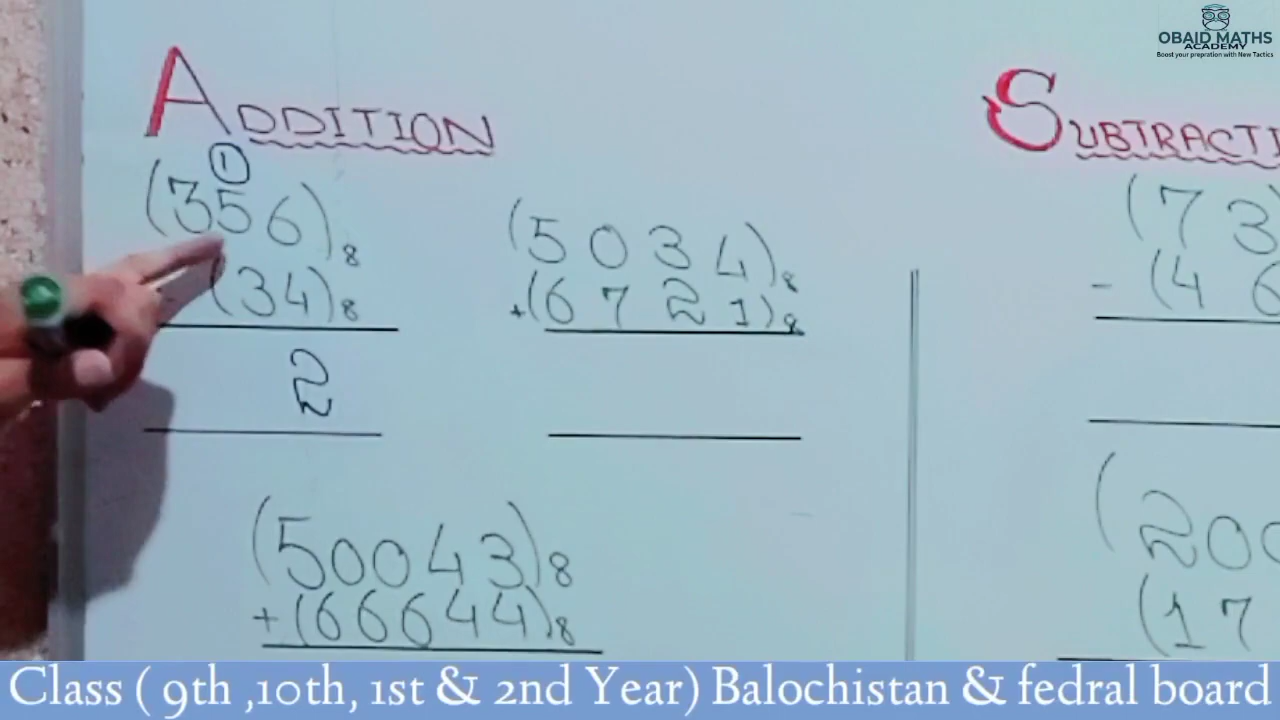 OBAID MATHS
ACADEMY
Boost your prepration with New Tactics
ADDITION
1
(356)8
(34)8
2
(5034)8
+(6721)8
(50043)8
+(66644)8
SUBTRACTI
(73
- (4 6
(200
(17
Class ( 9th ,10th, 1st & 2nd Year) Balochistan & fedral board